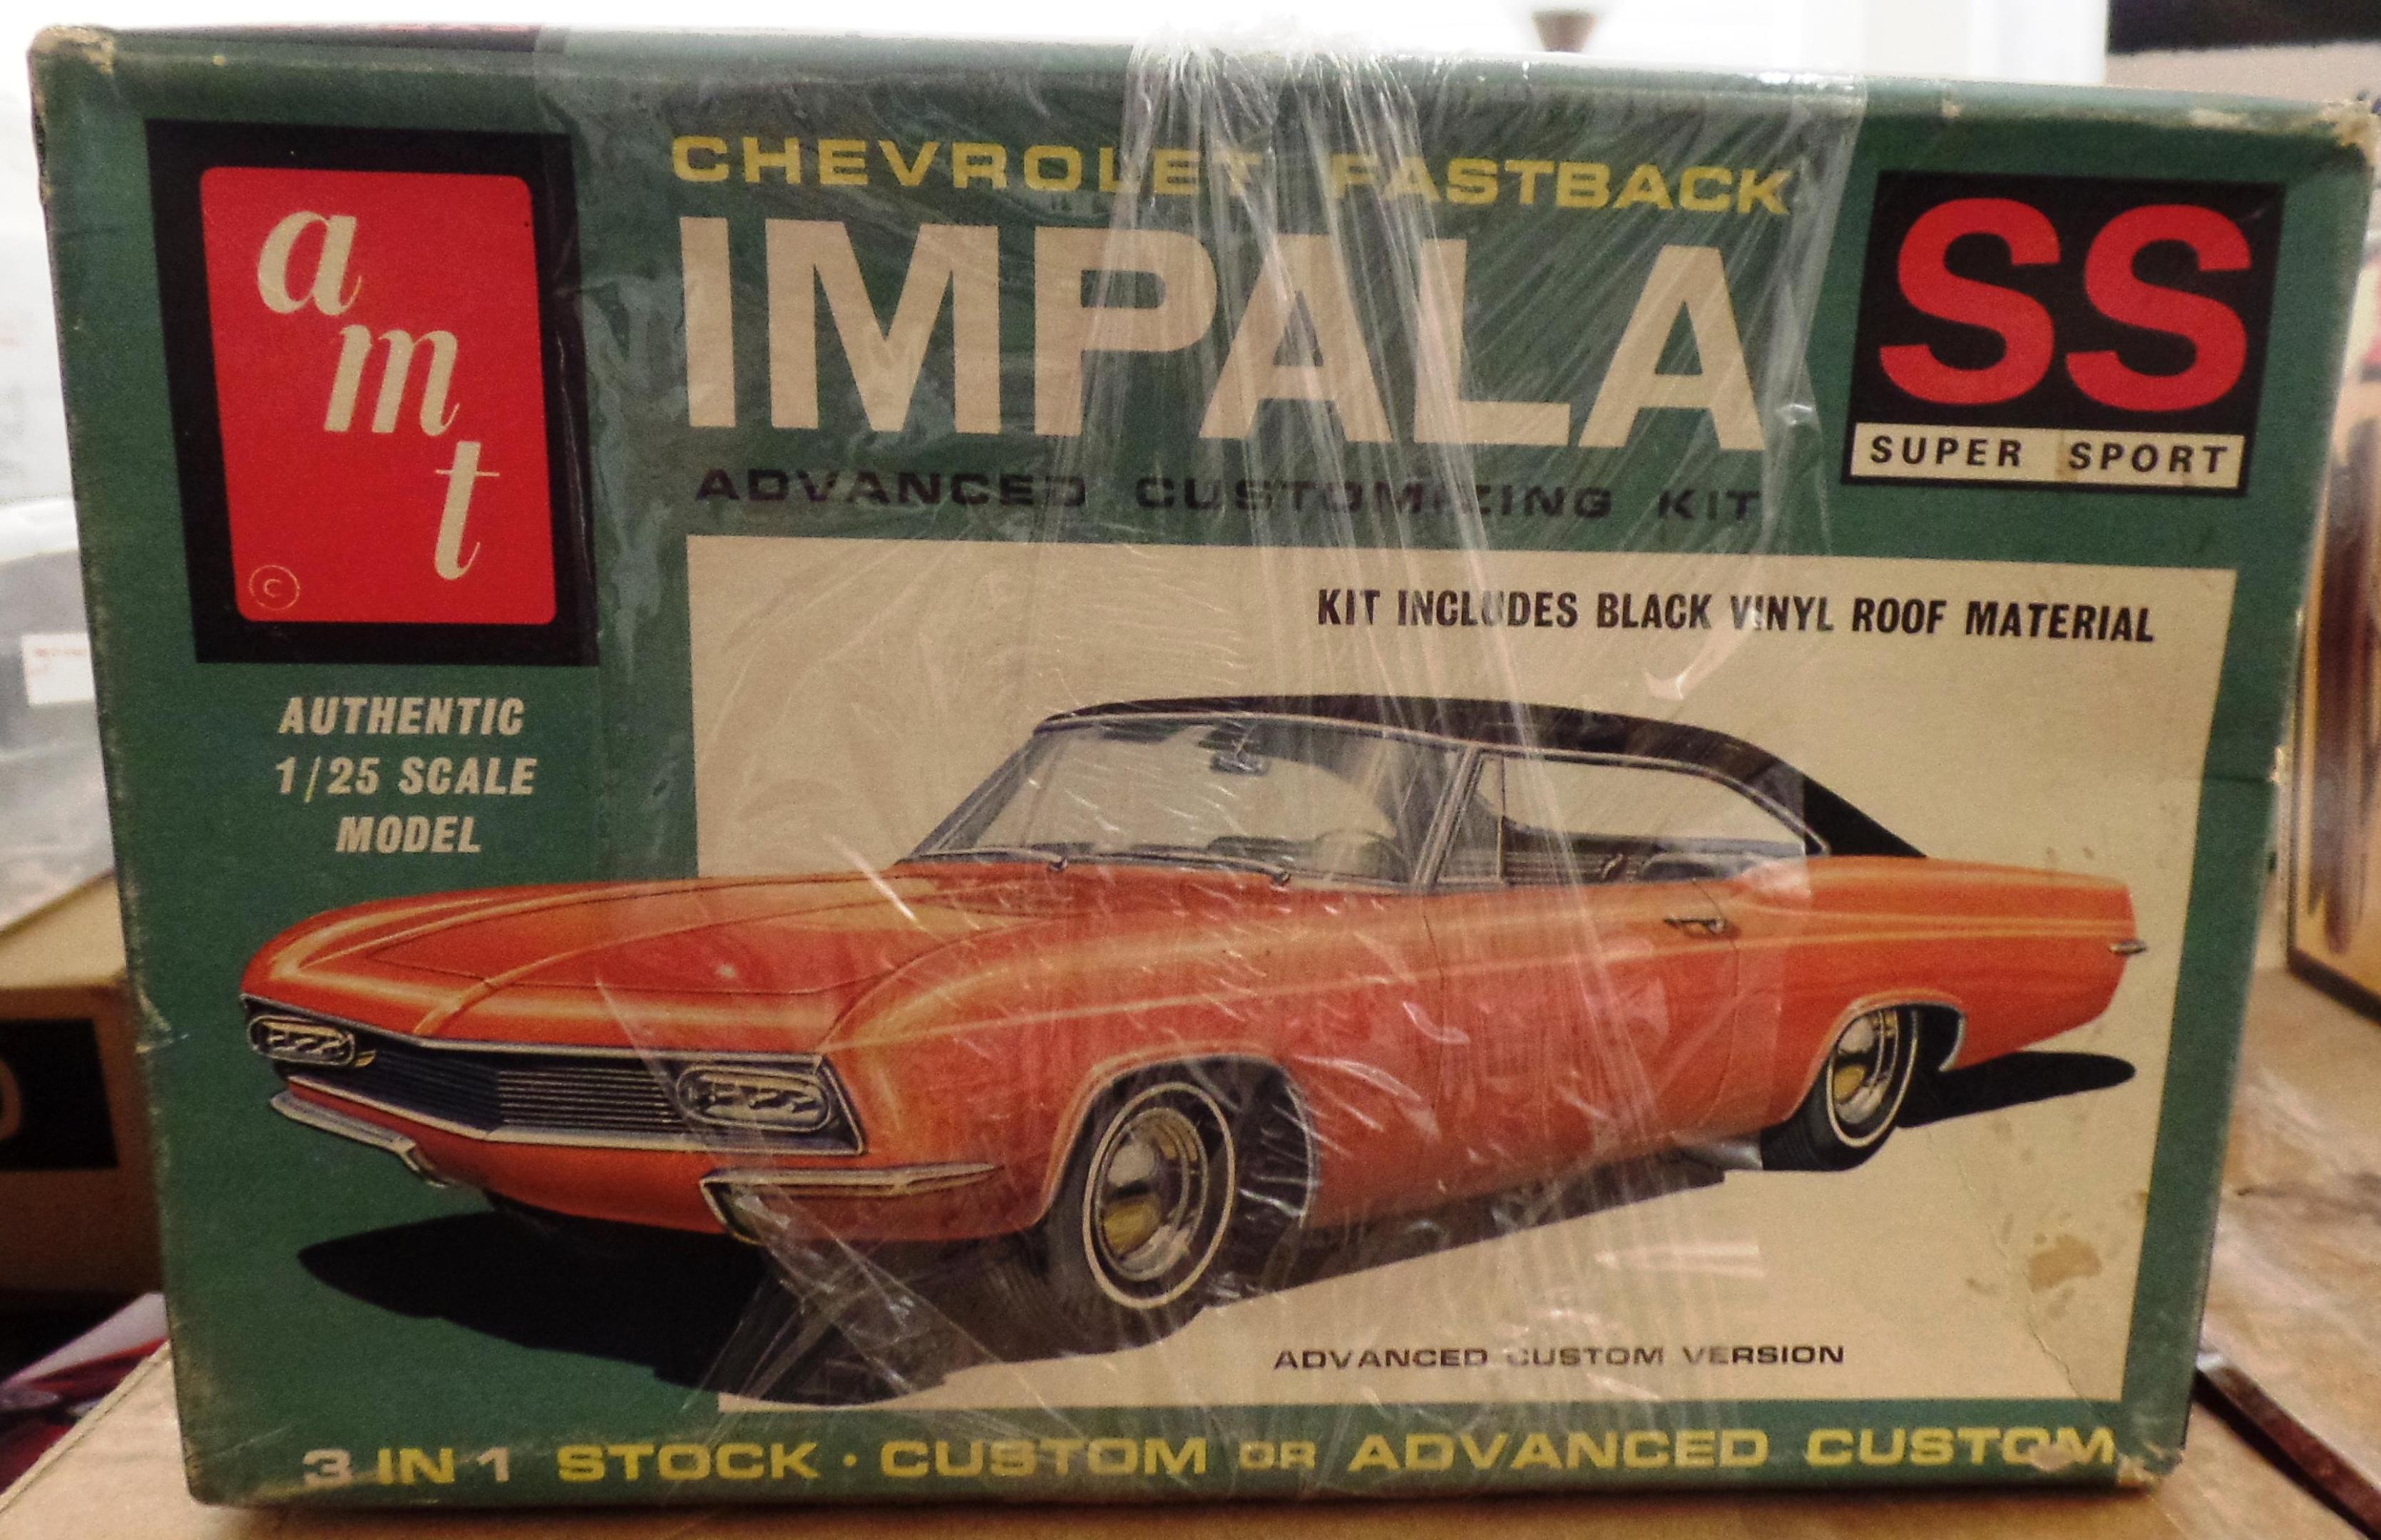 amt
©
CHEVROLET FASTBACK
IMPALA
ADVANCED CUSTOMIZING KIT
SS
SUPER SPORT
AUTHENTIC
1/25 SCALE
MODEL
KIT INCLUDES BLACK VINYL ROOF MATERIAL
ADVANCED CUSTOM VERSION
3 IN 1 STOCK · CUSTOM OR ADVANCED CUSTOM